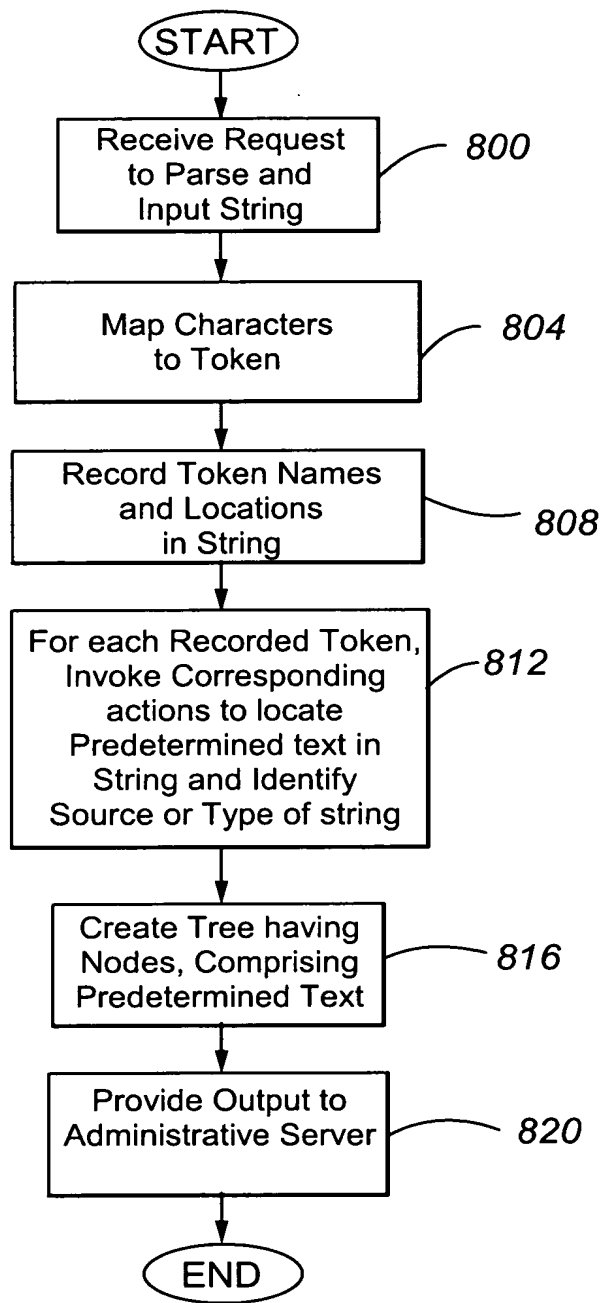 START
Receive Request
to Parse and
Input String
800
Map Characters
to Token
804
Record Token Names
and Locations
in String
808
For each Recorded Token,
Invoke Corresponding
actions to locate
Predetermined text in
String and Identify
Source or Type of string
812
Create Tree having
Nodes, Comprising
Predetermined Text
816
Provide Output to
Administrative Server
820
END